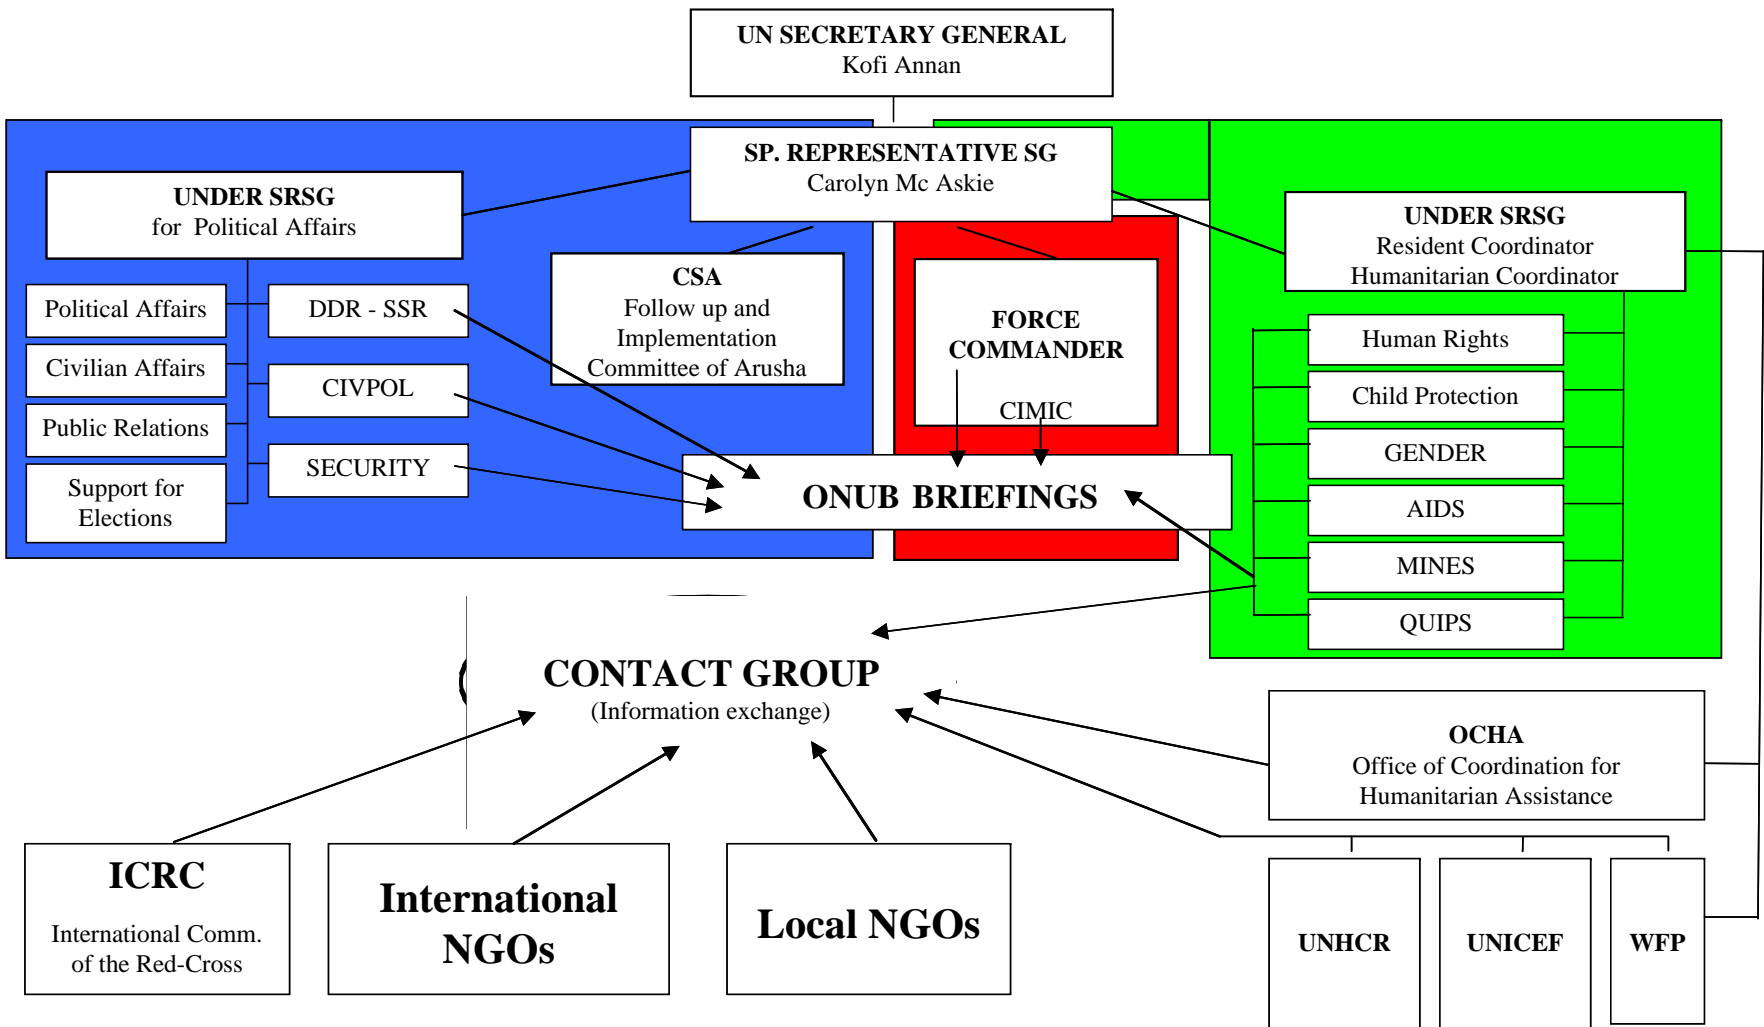 UN SECRETARY GENERAL
Kofi Annan
SP. REPRESENTATIVE SG
Carolyn Mc Askie
UNDER SRSG
for Political Affairs
Political Affairs
Civilian Affairs
Public Relations
Support for
Elections
DDR - SSR
CIVPOL
SECURITY
CSA
Follow up and
Implementation
Committee of Arusha
FORCE
COMMANDER
CIMIC
UNDER SRSG
Resident Coordinator
Humanitarian Coordinator
Human Rights
Child Protection
GENDER
AIDS
MINES
QUIPS
ONUB BRIEFINGS
CONTACT GROUP
(Information exchange)
OCHA
Office of Coordination for
Humanitarian Assistance
ICRC
International Comm.
of the Red-Cross
International
NGOs
Local NGOs
UNHCR
UNICEF
WFP